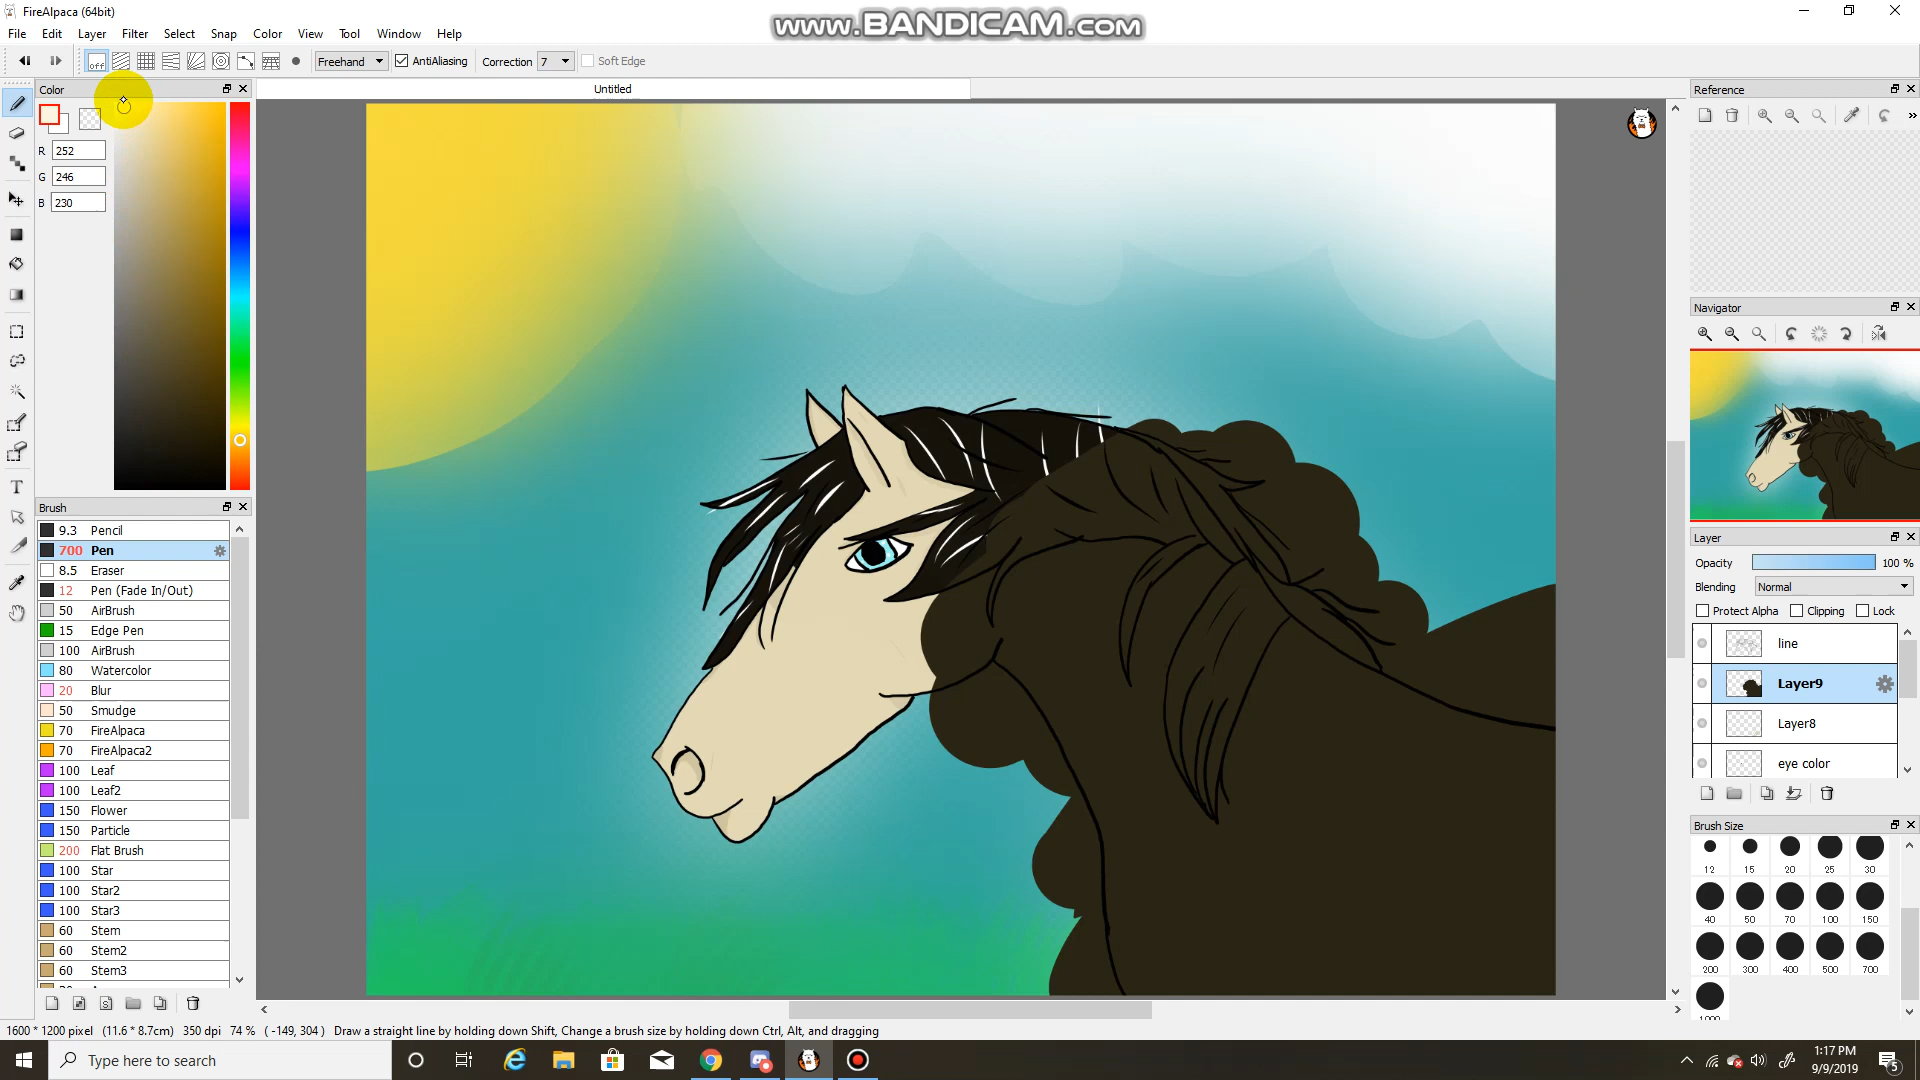 FireAlpaca (64bit)
www.BANDICAM.com
File Edit Layer Filter Select Snap Color View Tool Window Help
off Freehand AntiAliasing Correction 7 Soft Edge
Color
Untitled
Reference
R 252
G 246
B 230
Navigator
Brush
9.3 Pencil
700 Pen
8.5 Eraser
12 Pen (Fade In/Out)
50 AirBrush
15 Edge Pen
100 AirBrush
80 Watercolor
20 Blur
50 Smudge
70 FireAlpaca
70 FireAlpaca2
100 Leaf
100 Leaf2
150 Flower
150 Particle
200 Flat Brush
100 Star
100 Star2
100 Star3
60 Stem
60 Stem2
60 Stem3
Layer
Opacity 100 %
Blending Normal
Protect Alpha Clipping Lock
line
Layer9
Layer8
eye color
Brush Size
12 15 20 25 30
40 50 70 100 150
200 300 400 500 700
1000
1600 * 1200 pixel (11.6 * 8.7cm) 350 dpi 74 % ( -149, 304 ) Draw a straight line by holding down Shift, Change a brush size by holding down Ctrl, Alt, and dragging
Type here to search
1:17 PM
9/9/2019
5